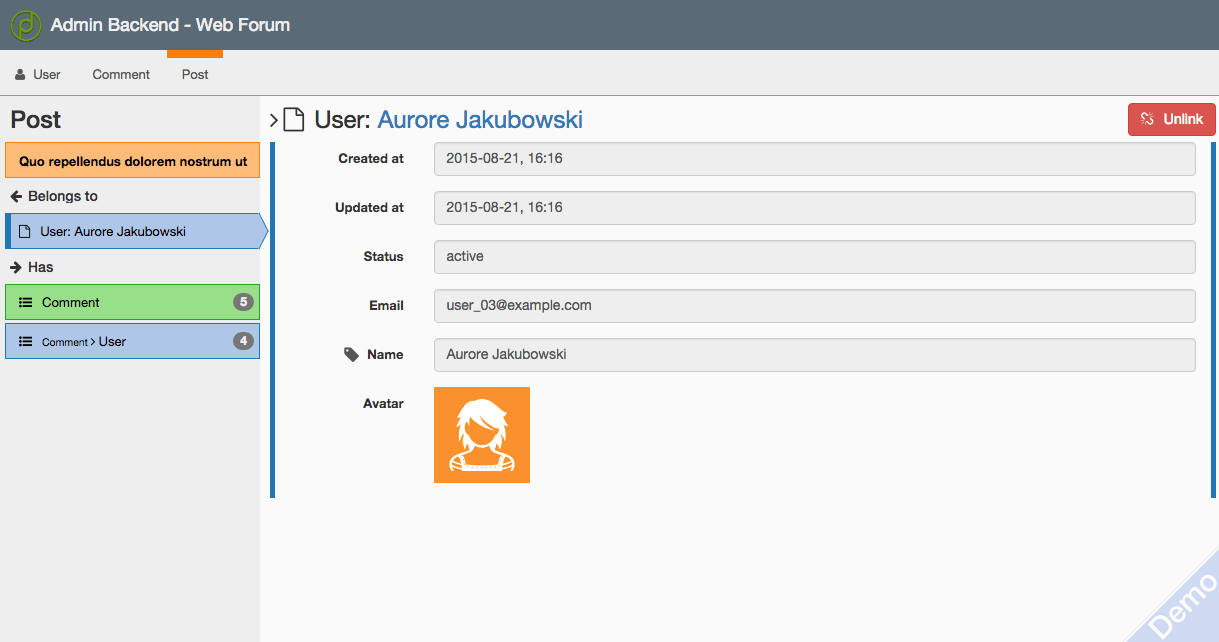 Admin Backend - Web Forum
User Comment Post
Post
Quo repellendus dolorem nostrum ut
Belongs to
User: Aurore Jakubowski
Has
Comment 5
Comment > User 4
User: Aurore Jakubowski
Unlink
Created at 2015-08-21, 16:16
Updated at 2015-08-21, 16:16
Status active
Email user_03@example.com
Name Aurore Jakubowski
Avatar
Demo